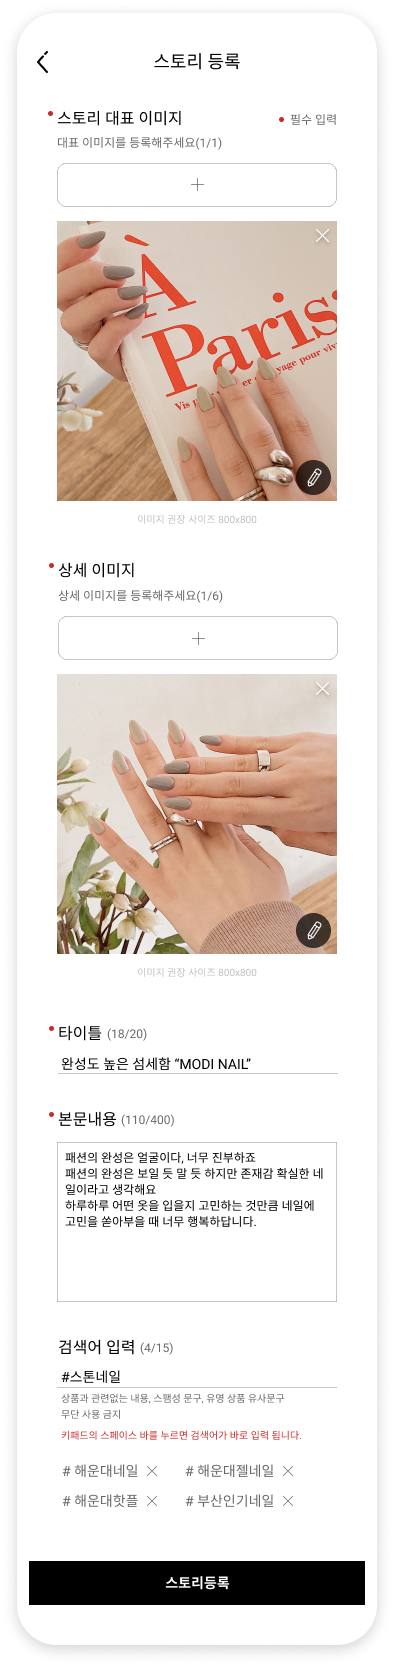 스토리 등록
스토리 대표 이미지
필수 입력
대표 이미지를 등록해주세요(1/1)
À
Paris
Vis
yage pour viv
이미지 권장 사이즈 800x800
상세 이미지
상세 이미지를 등록해주세요(1/6)
이미지 권장 사이즈 800x800
타이틀 (18/20)
완성도 높은 섬세함 “MODI NAIL”
본문내용 (110/400)
패션의 완성은 얼굴이다, 너무 진부하죠
패션의 완성은 보일 듯 말 듯 하지만 존재감 확실한 네
일이라고 생각해요
하루하루 어떤 옷을 입을지 고민하는 것만큼 네일에
고민을 쏟아부을 때 너무 행복하답니다.
검색어 입력 (4/15)
#스톤네일
상품과 관련없는 내용, 스팸성 문구, 유명 상품 유사문구
무단 사용 금지
키패드의 스페이스 바를 누르면 검색어가 바로 입력 됩니다.
# 해운대네일
# 해운대젤네일
# 해운대핫플
# 부산인기네일
스토리등록